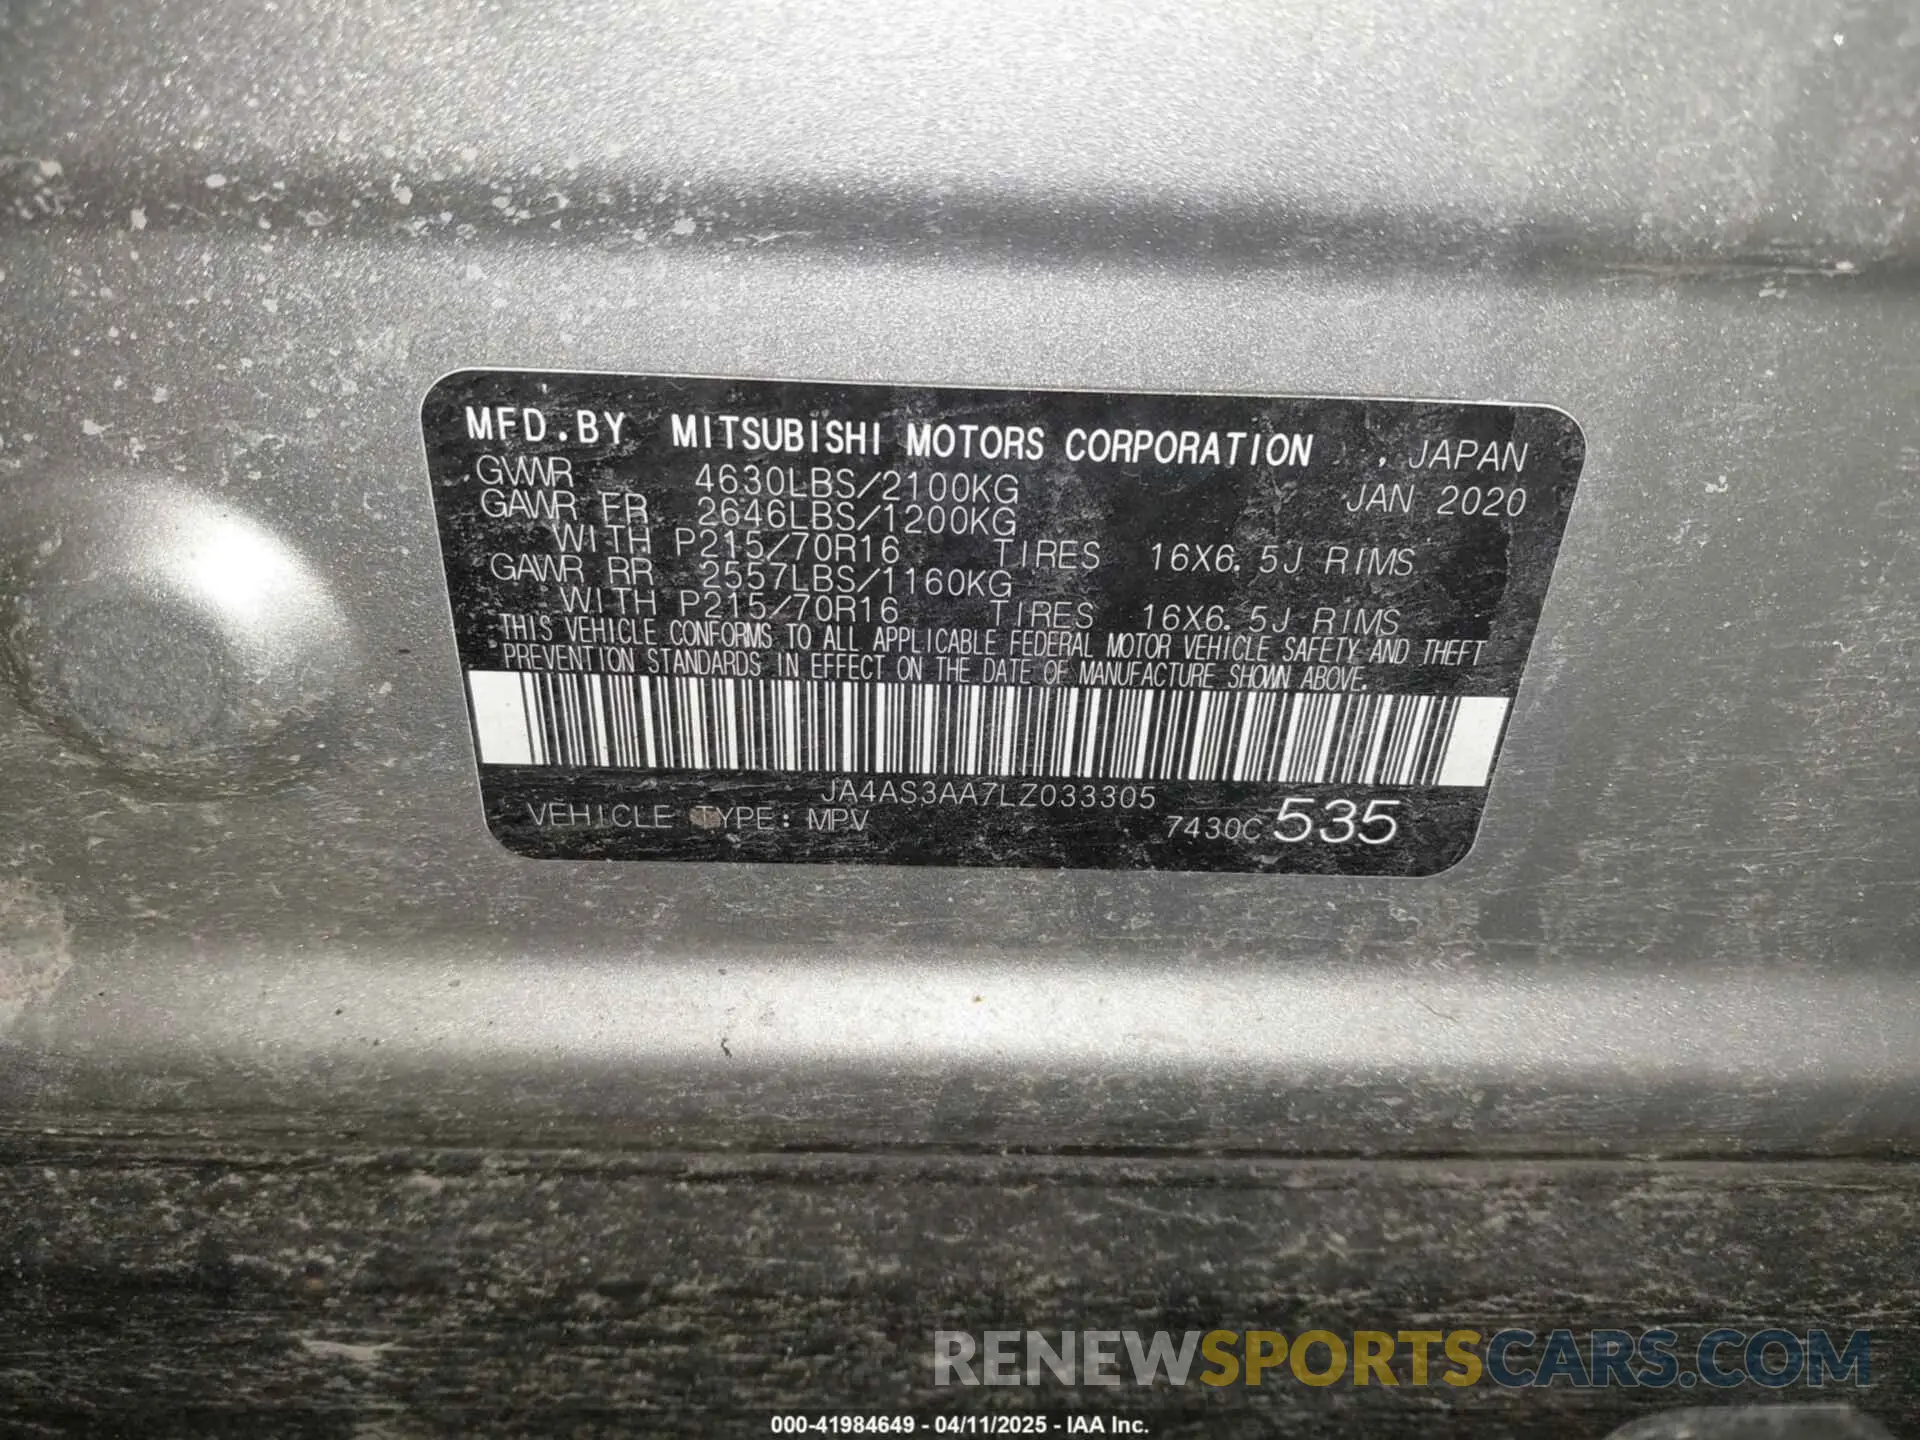 MFD.BY MITSUBISHI MOTORS CORPORATION , JAPAN
GVWR 4630LBS/2100KG JAN 2020
GAWR FR 2646LBS/1200KG
WITH P215/70R16 TIRES 16X6.5J RIMS
GAWR RR 2557LBS/1160KG
WITH P215/70R16 TIRES 16X6.5J RIMS
THIS VEHICLE CONFORMS TO ALL APPLICABLE FEDERAL MOTOR VEHICLE SAFETY AND THEFT
PREVENTION STANDARDS IN EFFECT ON THE DATE OF MANUFACTURE SHOWN ABOVE.
JA4AS3AA7LZ033305
VEHICLE TYPE: MPV 7430C 535
RENEWSPORTSCARS.COM
000-41984649 - 04/11/2025 - IAA Inc.